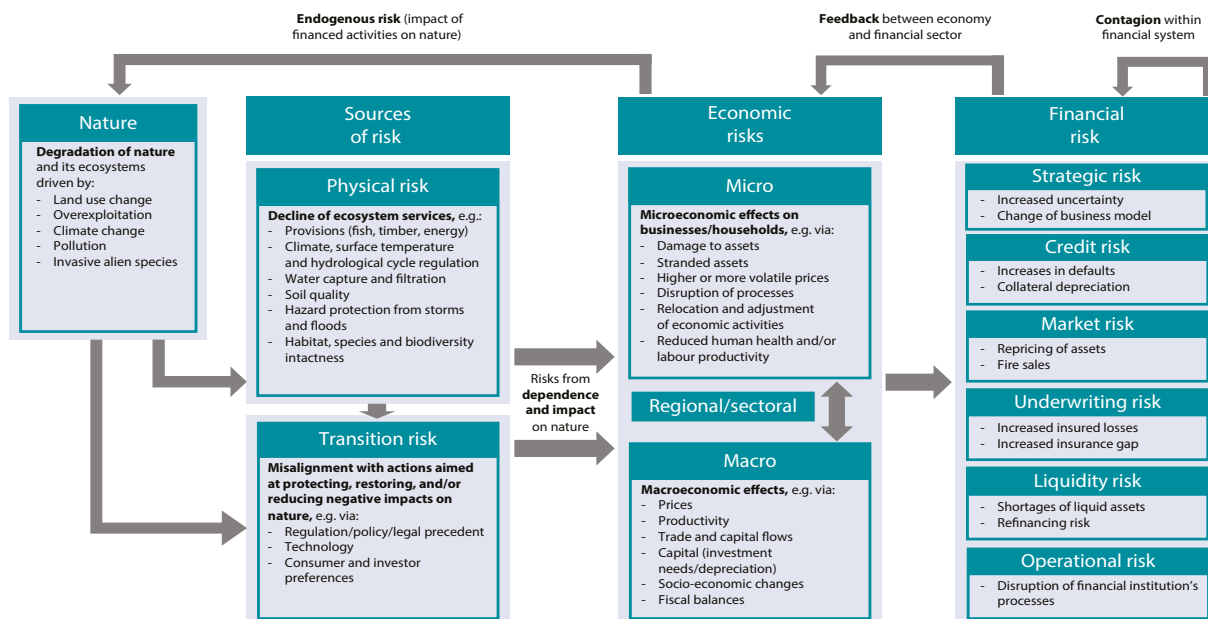 Endogenous risk (impact of
financed activities on nature)
Feedback between economy
and financial sector
Contagion within
financial system
Nature
Degradation of nature
and its ecosystems
driven by:
- Land use change
- Overexploitation
- Climate change
- Pollution
- Invasive alien species
Sources
of risk
Physical risk
Decline of ecosystem services, e.g.:
- Provisions (fish, timber, energy)
- Climate, surface temperature
and hydrological cycle regulation
- Water capture and filtration
- Soil quality
- Hazard protection from storms
and floods
- Habitat, species and biodiversity
intactness
Transition risk
Misalignment with actions aimed
at protecting, restoring, and/or
reducing negative impacts on
nature, e.g. via:
- Regulation/policy/legal precedent
- Technology
- Consumer and investor
preferences
Risks from
dependence
and impact
on nature
Economic
risks
Micro
Microeconomic effects on
businesses/households, e.g. via:
- Damage to assets
- Stranded assets
- Higher or more volatile prices
- Disruption of processes
- Relocation and adjustment
of economic activities
- Reduced human health and/or
labour productivity
Regional/sectoral
Macro
Macroeconomic effects, e.g. via:
- Prices
- Productivity
- Trade and capital flows
- Capital (investment
needs/depreciation)
- Socio-economic changes
- Fiscal balances
Financial
risk
Strategic risk
- Increased uncertainty
- Change of business model
Credit risk
- Increases in defaults
- Collateral depreciation
Market risk
- Repricing of assets
- Fire sales
Underwriting risk
- Increased insured losses
- Increased insurance gap
Liquidity risk
- Shortages of liquid assets
- Refinancing risk
Operational risk
- Disruption of financial institution's
processes